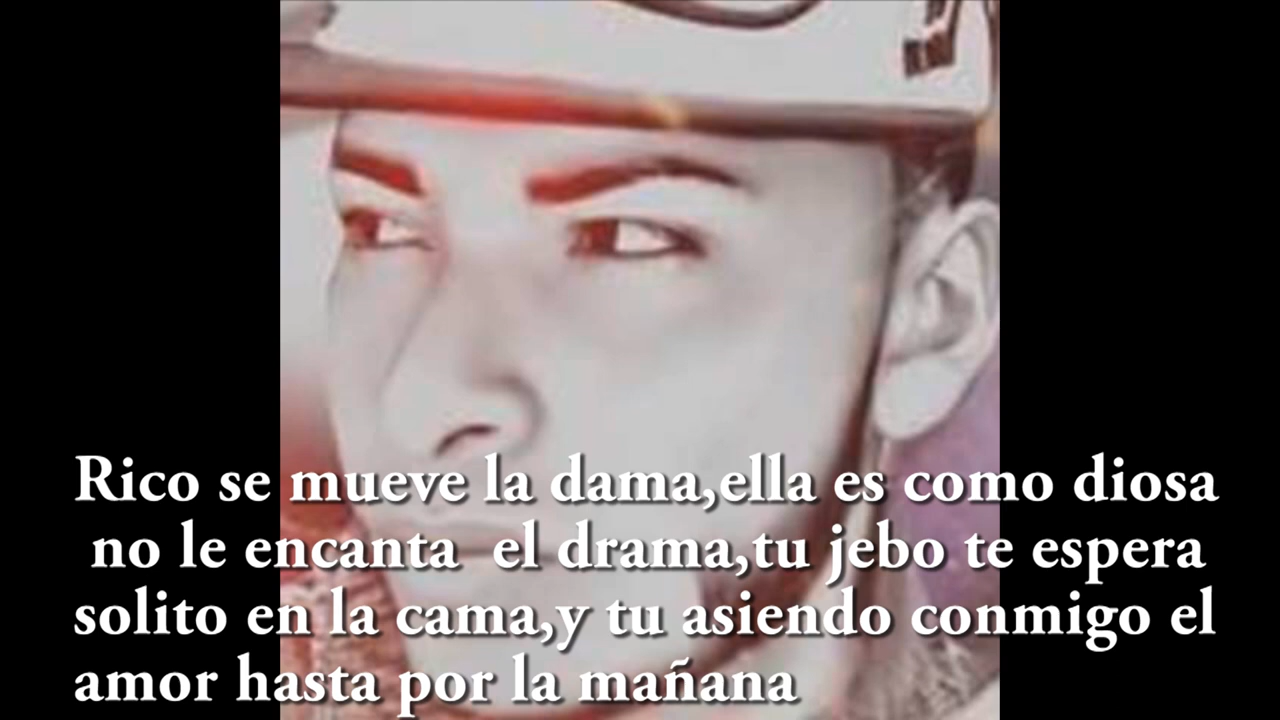 Rico se mueve la dama,ella es como diosa
no le encanta  el drama,tu jebo te espera
solito en la cama,y tu asiendo conmigo el
amor hasta por la mañana